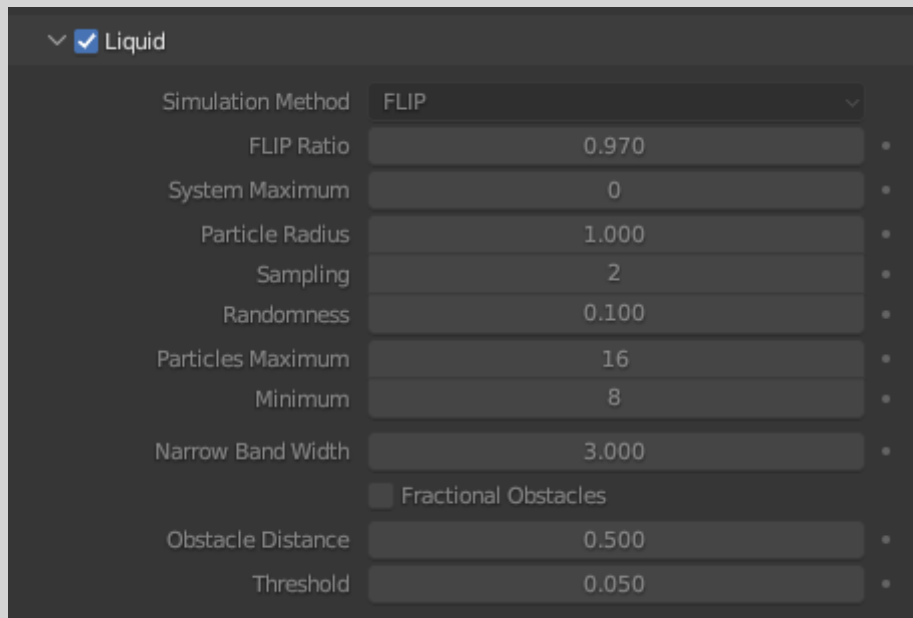 Liquid
Simulation Method FLIP
FLIP Ratio 0.970
System Maximum 0
Particle Radius 1.000
Sampling 2
Randomness 0.100
Particles Maximum 16
Minimum 8
Narrow Band Width 3.000
Fractional Obstacles
Obstacle Distance 0.500
Threshold 0.050